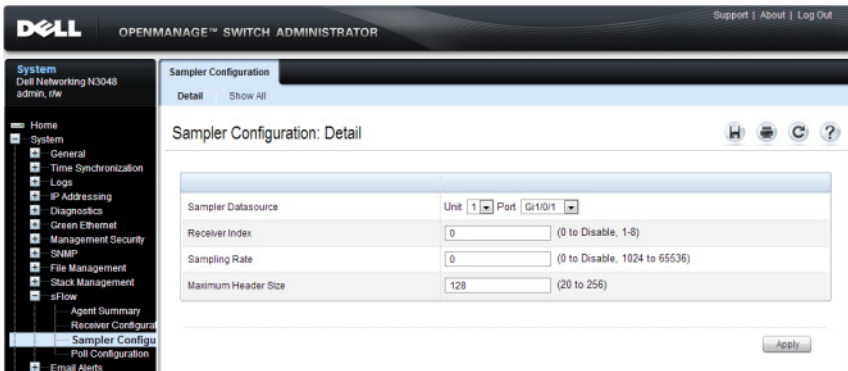 Support | About | Log Out
DELL OPENMANAGE™ SWITCH ADMINISTRATOR
System
Dell Networking N3048
admin, r/w
Home
System
General
Time Synchronization
Logs
IP Addressing
Diagnostics
Green Ethernet
Management Security
SNMP
File Management
Stack Management
sFlow
Agent Summary
Receiver Configurat
Sampler Configu
Poll Configuration
Email Alerts
Sampler Configuration
Detail Show All
Sampler Configuration: Detail
H ?
Sampler Datasource Unit 1 Port Gi1/0/1
Receiver Index 0 (0 to Disable, 1-8)
Sampling Rate 0 (0 to Disable, 1024 to 65536)
Maximum Header Size 128 (20 to 256)
Apply